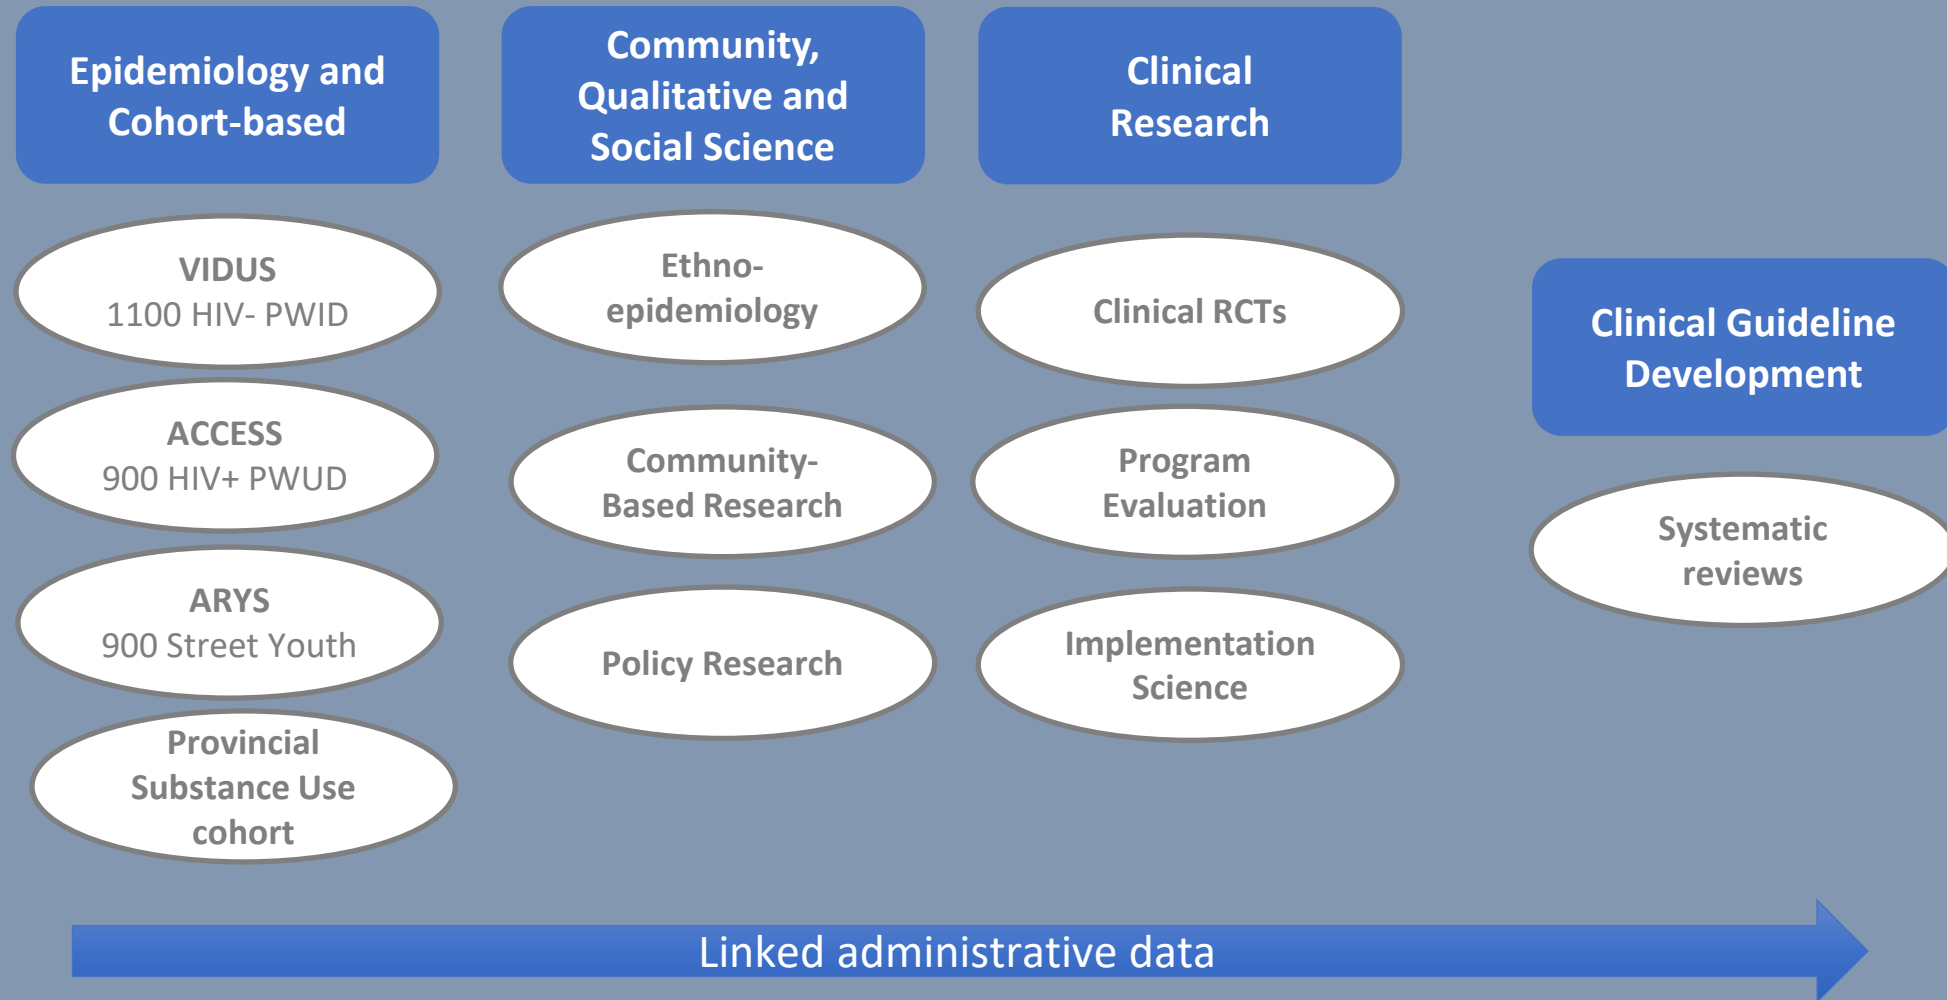 Epidemiology and
Cohort-based
VIDUS
1100 HIV- PWID
ACCESS
900 HIV+ PWUD
ARYS
900 Street Youth
Provincial
Substance Use
cohort
Community,
Qualitative and
Social Science
Ethno-
epidemiology
Community-
Based Research
Policy Research
Clinical
Research
Clinical RCTs
Program
Evaluation
Implementation
Science
Clinical Guideline
Development
Systematic
reviews
Linked administrative data